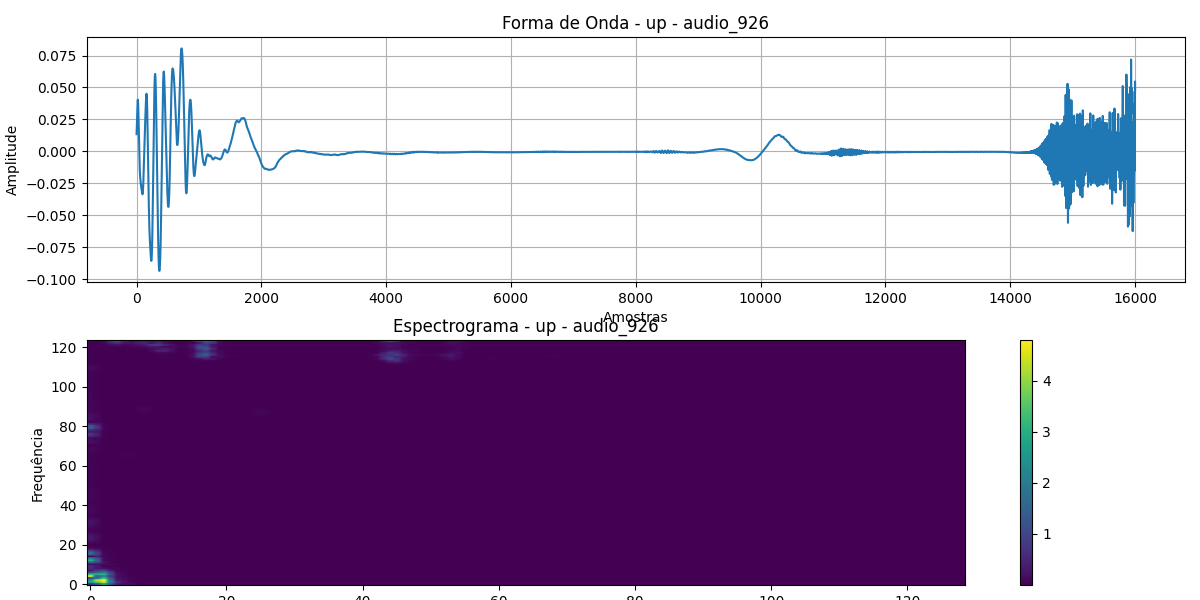 Forma de Onda - up - audio_926
0.075
0.050
0.025
0.000
−0.025
−0.050
−0.075
−0.100
Amplitude
0 2000 4000 6000 8000 10000 12000 14000 16000
Amostras
Espectrograma - up - audio_926
120
100
80
60
40
20
0
Frequência
0 20 40 60 80 100 120
4
3
2
1